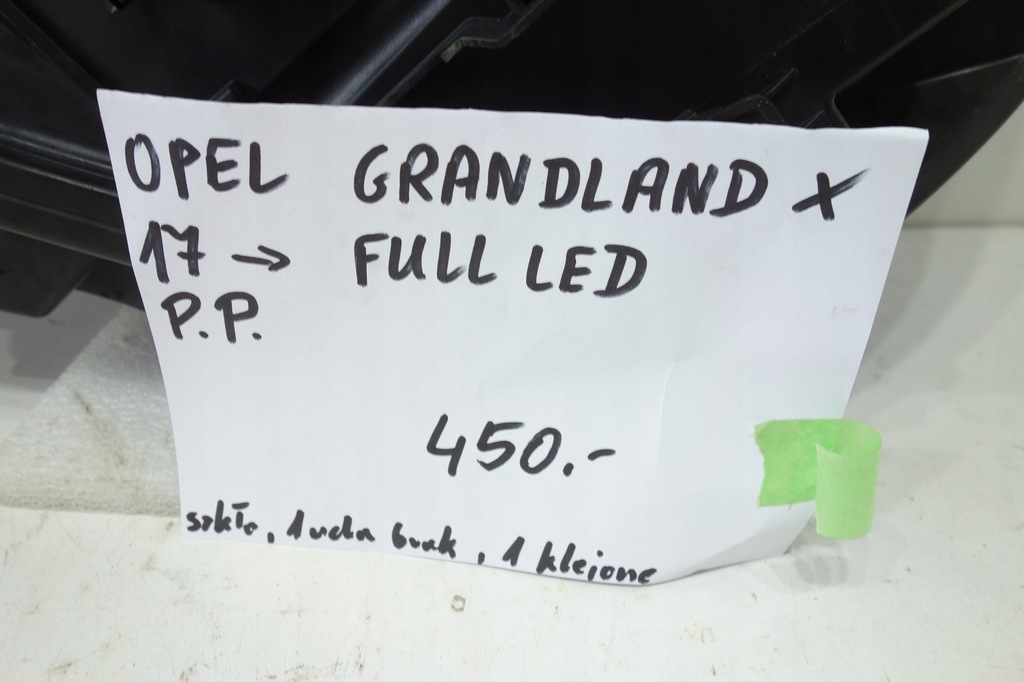 OPEL GRANDLAND X
17 → FULL LED
P.P.
450.-
szkło, 1 ucha brak, 1 klejone